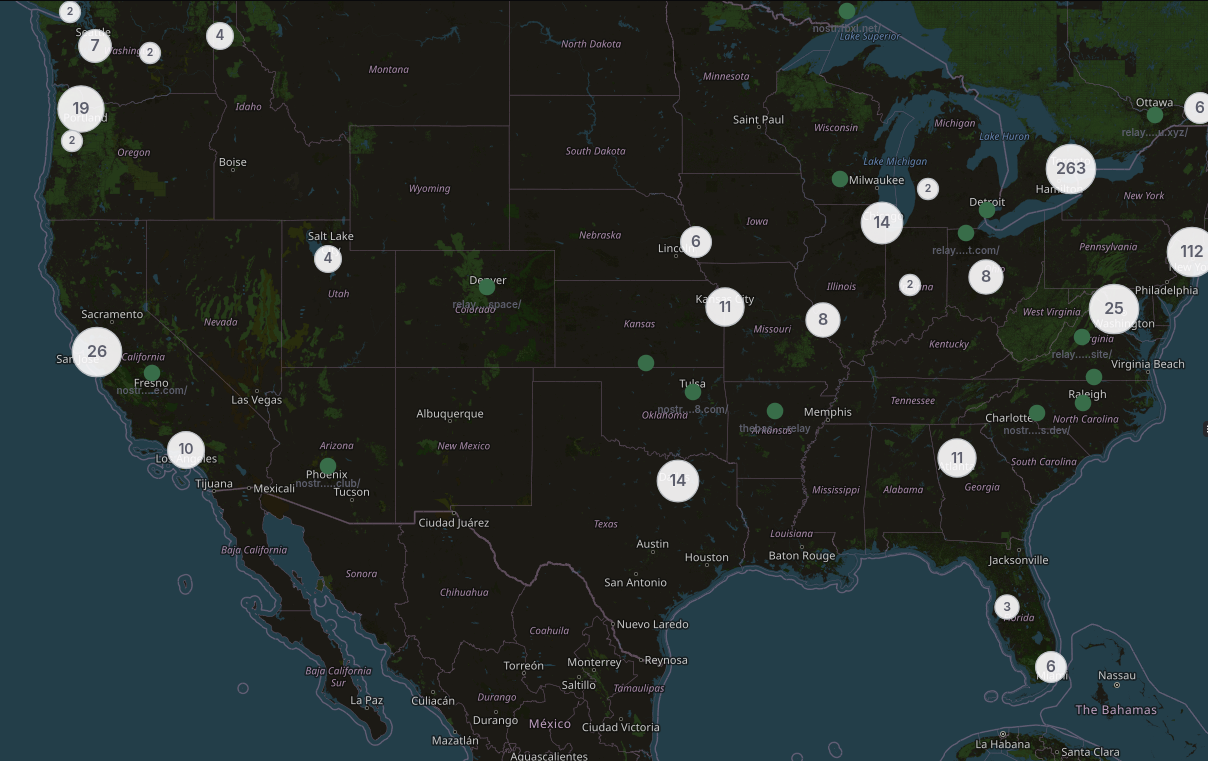 2
Seattle
7
Washing
2
4
North Dakota
Montana
nostr.fbxl.net/
Lake Superior
Minnesota
19
Portland
Idaho
Saint Paul
Wisconsin
Michigan
Lake Huron
Ottawa
6
relay....u.xyz/
2
Oregon
Boise
South Dakota
Lake Michigan
263
Hamilton
Wyoming
Milwaukee
2
New York
Detroit
Salt Lake
4
Nebraska
Iowa
14
Lincoln
6
relay....t.com/
Pennsylvania
112
New York
Utah
Denver
relay....space/
Colorado
Illinois
2
ana
8
Philadelphia
Sacramento
Nevada
Kansas City
11
Kansas
Missouri
8
West Virginia
25
Washington
San
26
California
Kentucky
ginia
relay.....site/
Virginia Beach
Fresno
nostr....e.com/
Las Vegas
Tulsa
Oklahoma
nostr....8.com/
Albuquerque
Memphis
Arkansas
relay
Tennessee
Raleigh
Charlotte
North Carolina
nostr....s.dev/
10
Los Angeles
Arizona
New Mexico
Phoenix
nostr.....club/
11
Atlanta
South Carolina
Tijuana
Mexicali
Tucson
14
Mississippi
Alabama
Georgia
Ciudad Juárez
Texas
Louisiana
Baja California
Austin
Houston
Baton Rouge
Jacksonville
Sonora
Chihuahua
San Antonio
3
Florida
Coahuila
Nuevo Laredo
Baja California
Sur
Torreón
Monterrey
Reynosa
6
Miami
Nassau
La Paz
Culiacán
Durango
Saltillo
Tamaulipas
The Bahamas
Durango
México
Ciudad Victoria
Mazatlán
Aguascalientes
La Habana
Santa Clara